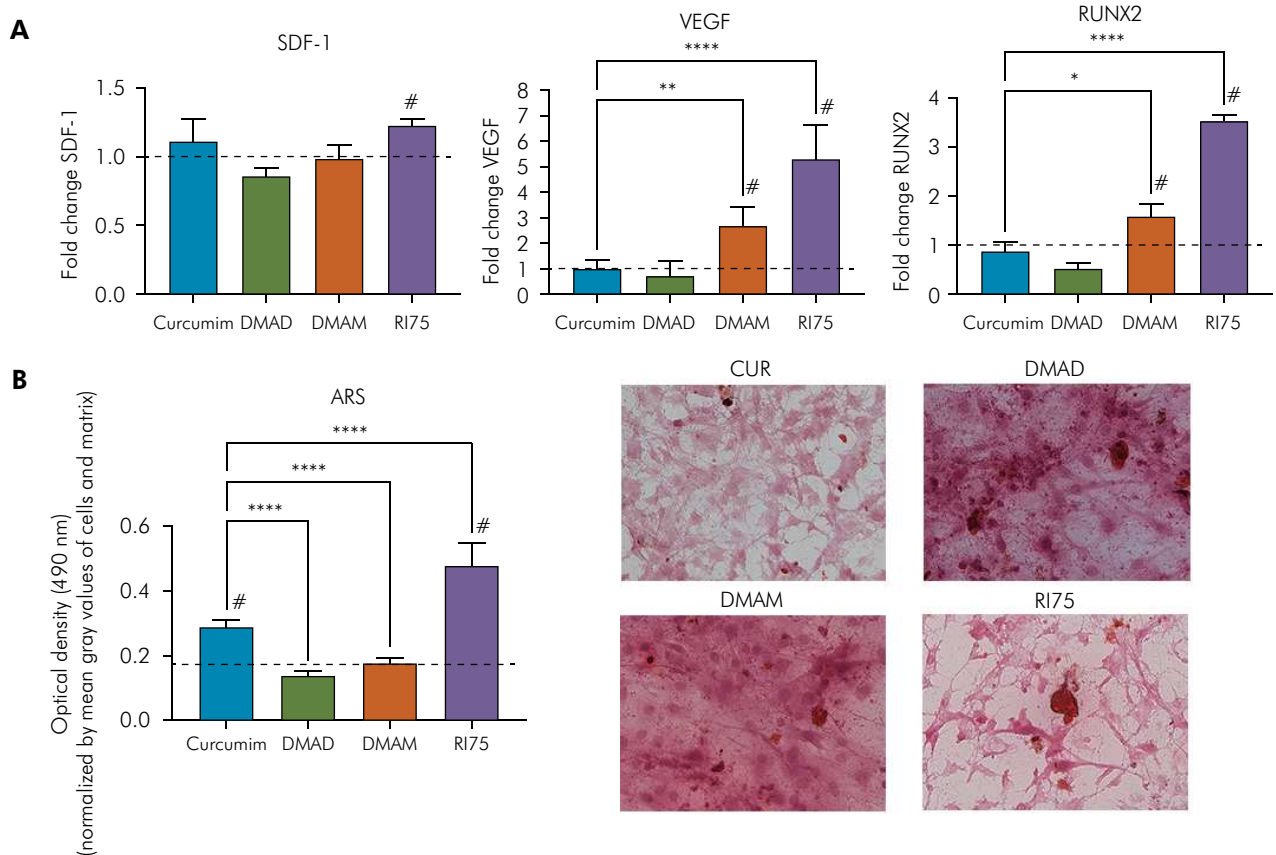 A
SDF-1
Fold change SDF-1
1.5
1.0
0.5
0.0
#
Curcumim DMAD DMAM RI75
VEGF
****
**
Fold change VEGF
8
7
6
5
4
3
2
1
0
#
#
Curcumim DMAD DMAM RI75
RUNX2
****
*
Fold change RUNX2
4
3
2
1
0
#
#
Curcumim DMAD DMAM RI75
B
ARS
****
****
****
Optical density (490 nm)
(normalized by mean gray values of cells and matrix)
0.6
0.4
0.2
0.0
#
#
Curcumim DMAD DMAM RI75
CUR
DMAD
DMAM
RI75